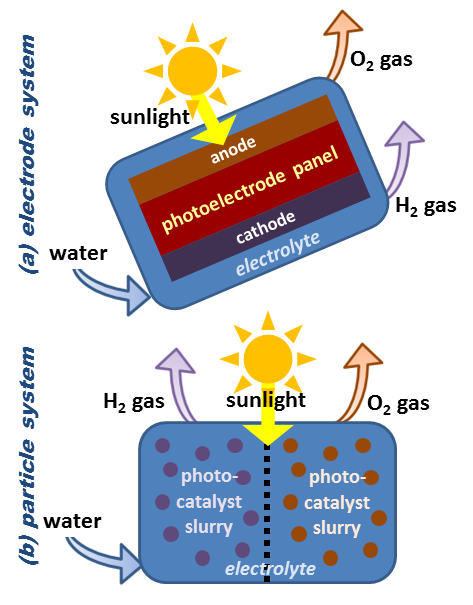 (a) electrode system
sunlight
O₂ gas
anode
photoelectrode panel
cathode
electrolyte
H₂ gas
water
(b) particle system
H₂ gas
sunlight
O₂ gas
photo-
catalyst
slurry
photo-
catalyst
slurry
water
electrolyte